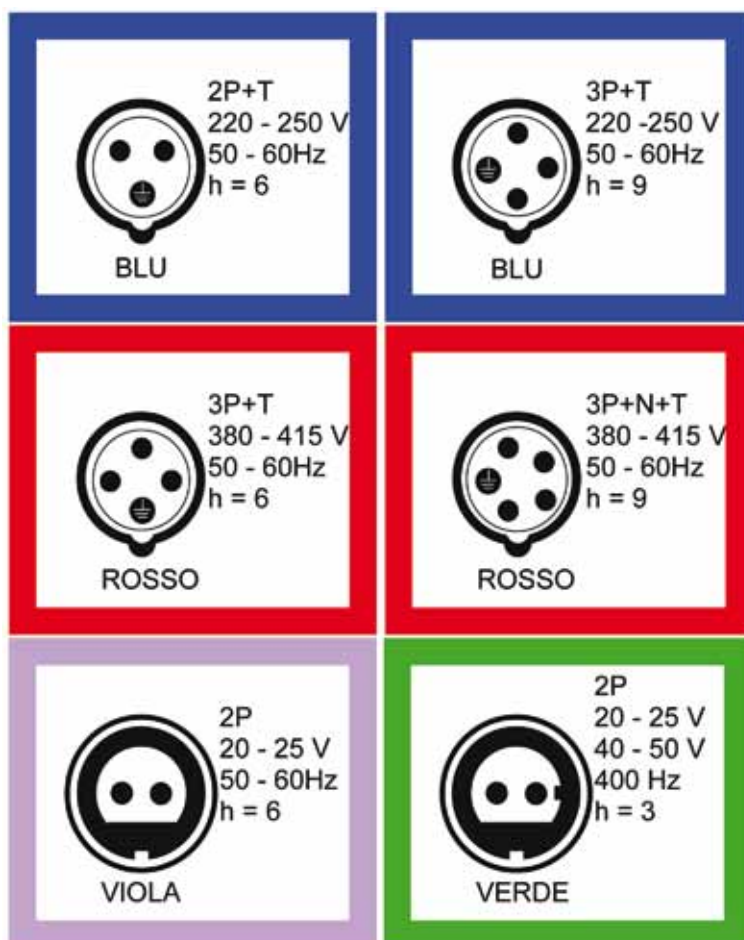 2P+T
220 - 250 V
50 - 60Hz
h = 6
BLU
3P+T
220 -250 V
50 - 60Hz
h = 9
BLU
3P+T
380 - 415 V
50 - 60Hz
h = 6
ROSSO
3P+N+T
380 - 415 V
50 - 60Hz
h = 9
ROSSO
2P
20 - 25 V
50 - 60Hz
h = 6
VIOLA
2P
20 - 25 V
40 - 50 V
400 Hz
h = 3
VERDE